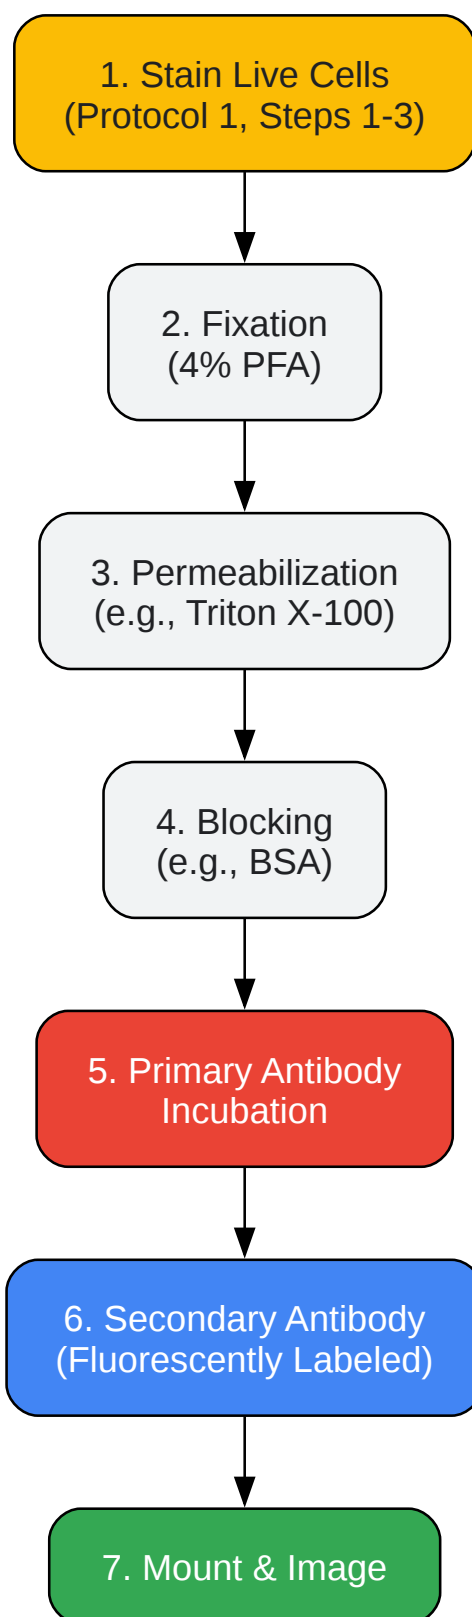 1. Stain Live Cells
(Protocol 1, Steps 1-3)
2. Fixation
(4% PFA)
3. Permeabilization
(e.g., Triton X-100)
4. Blocking
(e.g., BSA)
5. Primary Antibody
Incubation
6. Secondary Antibody
(Fluorescently Labeled)
7. Mount & Image